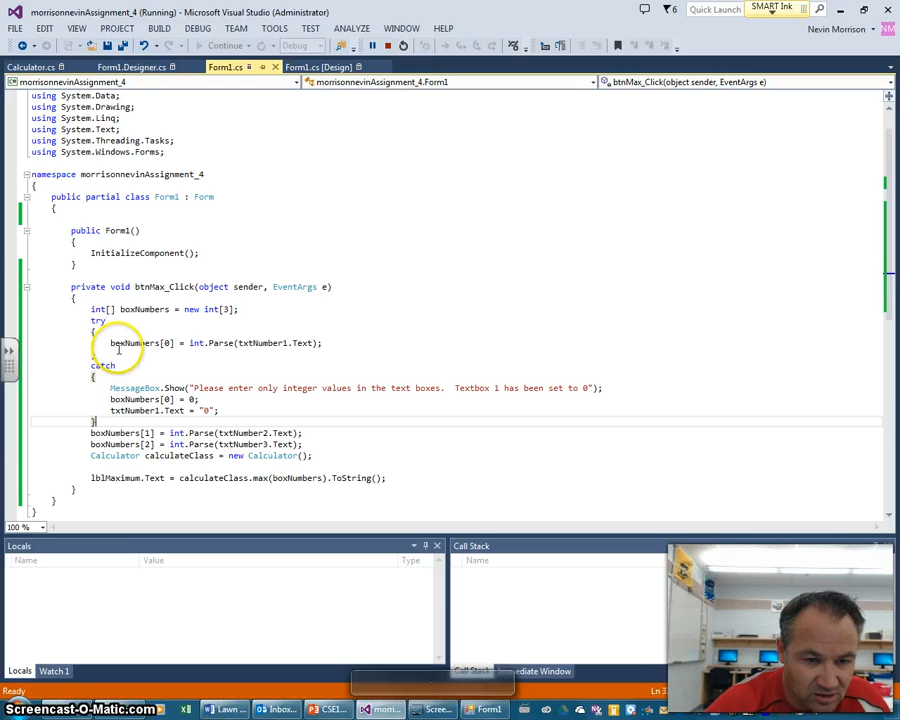 morrisonnevinAssignment_4 (Running) - Microsoft Visual Studio (Administrator)
6
Quick Launch
SMART Ink
FILE EDIT VIEW PROJECT BUILD DEBUG TEAM TOOLS TEST ANALYZE WINDOW HELP
Nevin Morrison NM
Continue Debug
Calculator.cs Form1.Designer.cs Form1.cs Form1.cs [Design]
morrisonnevinAssignment_4 morrisonnevinAssignment_4.Form1 btnMax_Click(object sender, EventArgs e)
using System.Data;
using System.Drawing;
using System.Linq;
using System.Text;
using System.Threading.Tasks;
using System.Windows.Forms;
namespace morrisonnevinAssignment_4
{
public partial class Form1 : Form
{
public Form1()
{
InitializeComponent();
}
private void btnMax_Click(object sender, EventArgs e)
{
int[] boxNumbers = new int[3];
try
{
boxNumbers[0] = int.Parse(txtNumber1.Text);
}
catch
{
MessageBox.Show("Please enter only integer values in the text boxes.  Textbox 1 has been set to 0");
boxNumbers[0] = 0;
txtNumber1.Text = "0";
}
boxNumbers[1] = int.Parse(txtNumber2.Text);
boxNumbers[2] = int.Parse(txtNumber3.Text);
Calculator calculateClass = new Calculator();
lblMaximum.Text = calculateClass.max(boxNumbers).ToString();
}
}
}
100 %
Locals
Name Value Type
Call Stack
Name
Locals Watch 1
Call Stack Immediate Window
Ready
Screencast-O-Matic.com
Lawn ...
Inbox...
CSE1...
morri...
Scree...
Form1